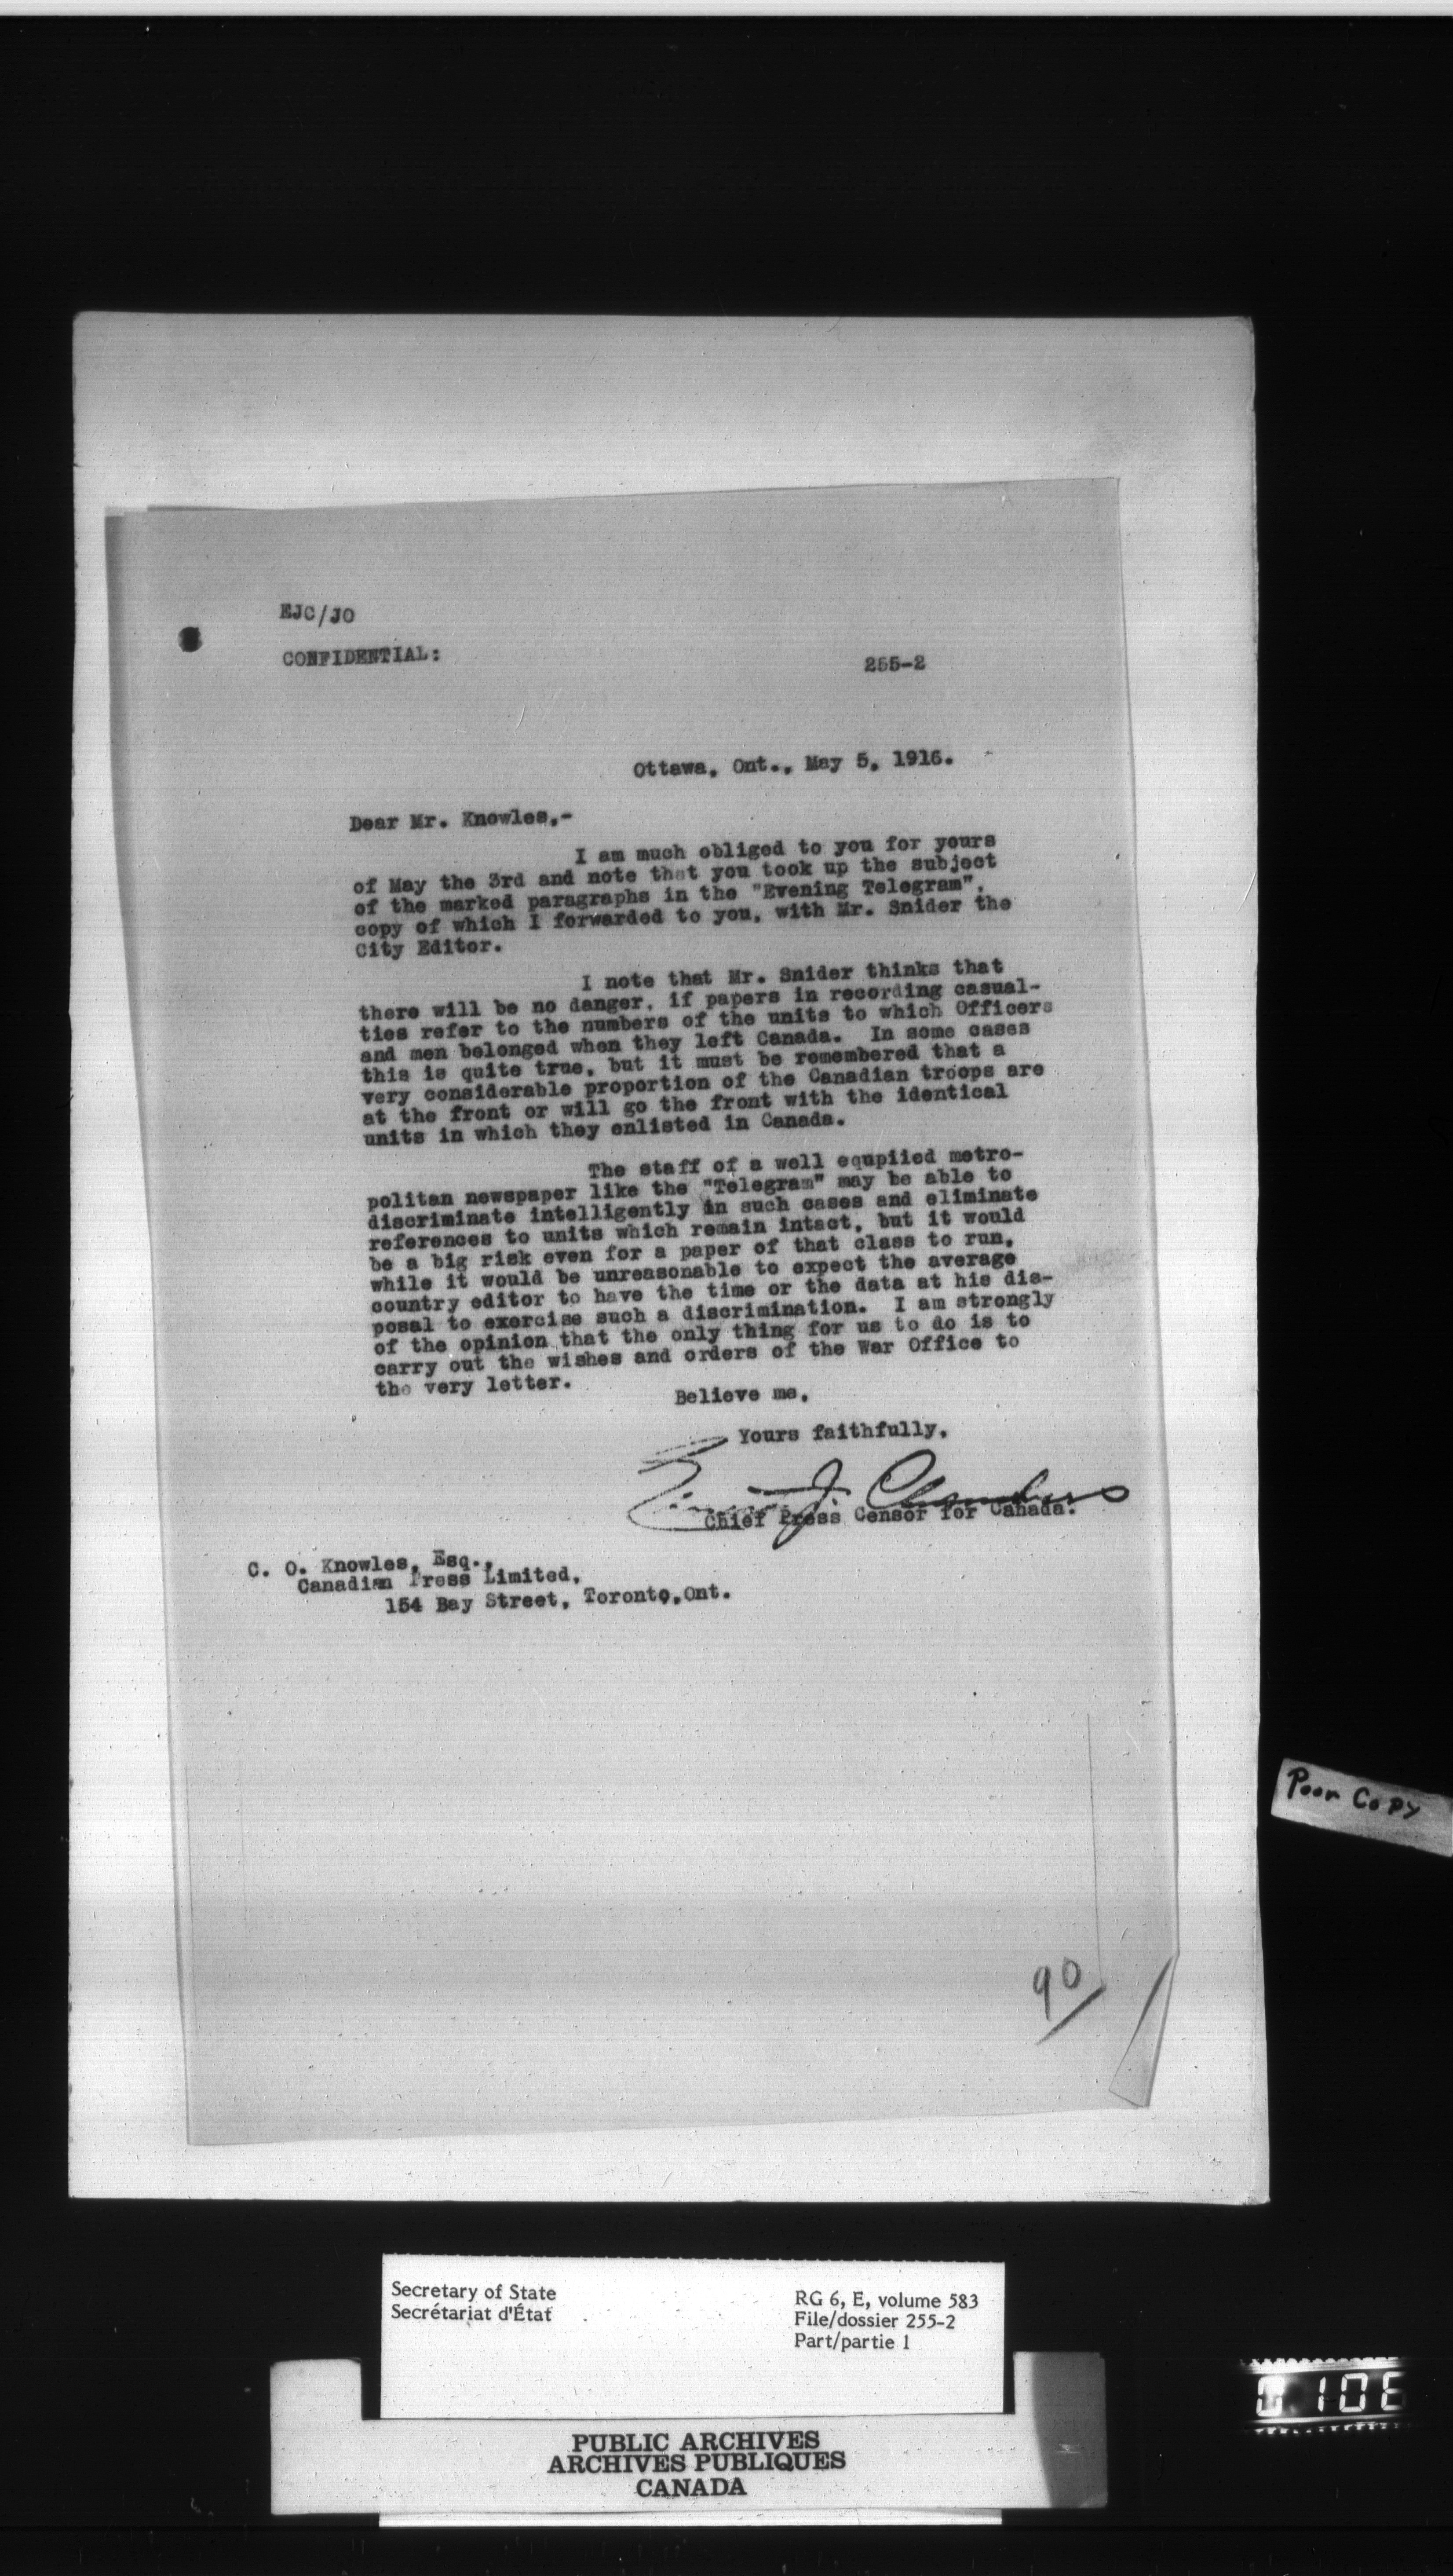 EJC/JO
CONFIDENTIAL:
255-2
Ottawa, Ont., May 5, 1916.
Dear Mr. Knowles,-
I am much obliged to you for yours
of May the 3rd and note that you took up the subject
of the marked paragraphs in the "Evening Telegram",
copy of which I forwarded to you, with Mr. Snider the
City Editor.
I note that Mr. Snider thinks that
there will be no danger, if papers in recording casual-
ties refer to the numbers of the units to which Officers
and men belonged when they left Canada. In some cases
this is quite true, but it must be remembered that a
very considerable proportion of the Canadian troops are
at the front or will go the front with the identical
units in which they enlisted in Canada.
The staff of a well equpiied metro-
politan newspaper like the "Telegram" may be able to
discriminate intelligently in such cases and eliminate
references to units which remain intact, but it would
be a big risk even for a paper of that class to run,
while it would be unreasonable to expect the average
country editor to have the time or the data at his dis-
posal to exercise such a discrimination. I am strongly
of the opinion that the only thing for us to do is to
carry out the wishes and orders of the War Office to
the very letter.
Believe me,
Yours faithfully,
J. Chambers
Chief Press Censor for Canada.
C. O. Knowles, Esq.,
Canadian Press Limited,
154 Bay Street, Toronto, Ont.
Poor Copy
90
Secretary of State
Secrétariat d'État
RG 6, E, volume 583
File/dossier 255-2
Part/partie 1
PUBLIC ARCHIVES
ARCHIVES PUBLIQUES
CANADA
106